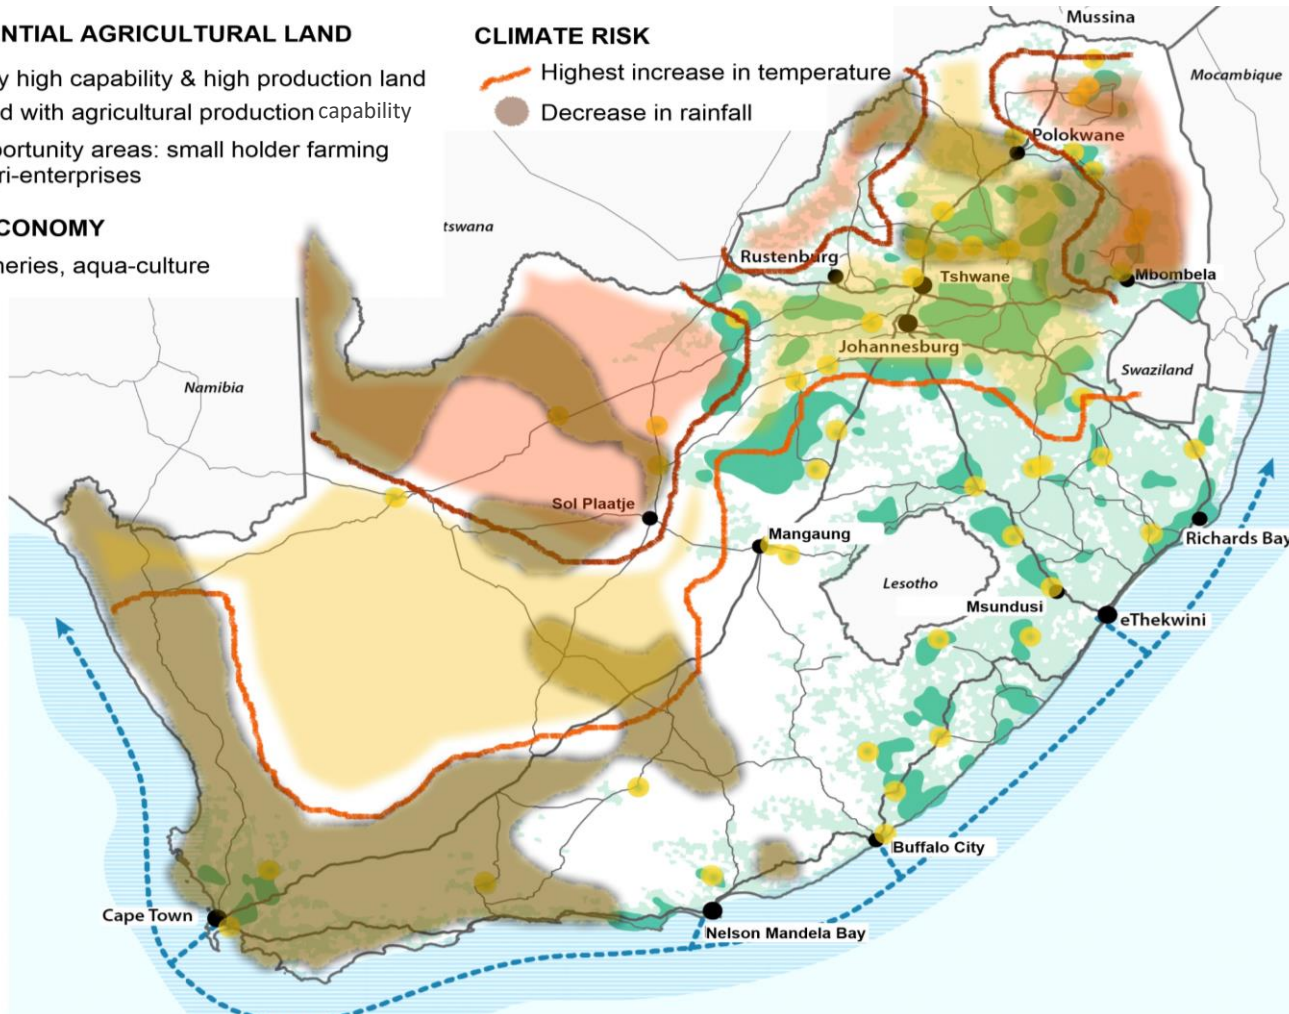 NTIAL AGRICULTURAL LAND
y high capability & high production land
d with agricultural production capability
portunity areas: small holder farming
ri-enterprises
CONOMY
heries, aqua-culture
CLIMATE RISK
Highest increase in temperature
Decrease in rainfall
Mussina
Mocambique
Polokwane
tswana
Rustenburg
Tshwane
Mbombela
Johannesburg
Swaziland
Namibia
Sol Plaatje
Mangaung
Richards Bay
Lesotho
Msundusi
eThekwini
Buffalo City
Cape Town
Nelson Mandela Bay